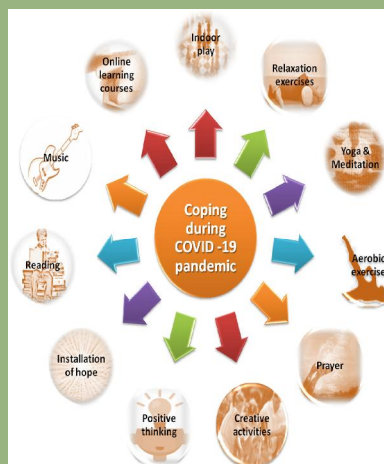 Indoor
play
Relaxation
exercises
Yoga &
Meditation
Aerobic
exercise
Prayer
Creative
activities
Positive
thinking
Installation
of hope
Reading
Music
Online
learning
courses
Coping
during
COVID -19
pandemic